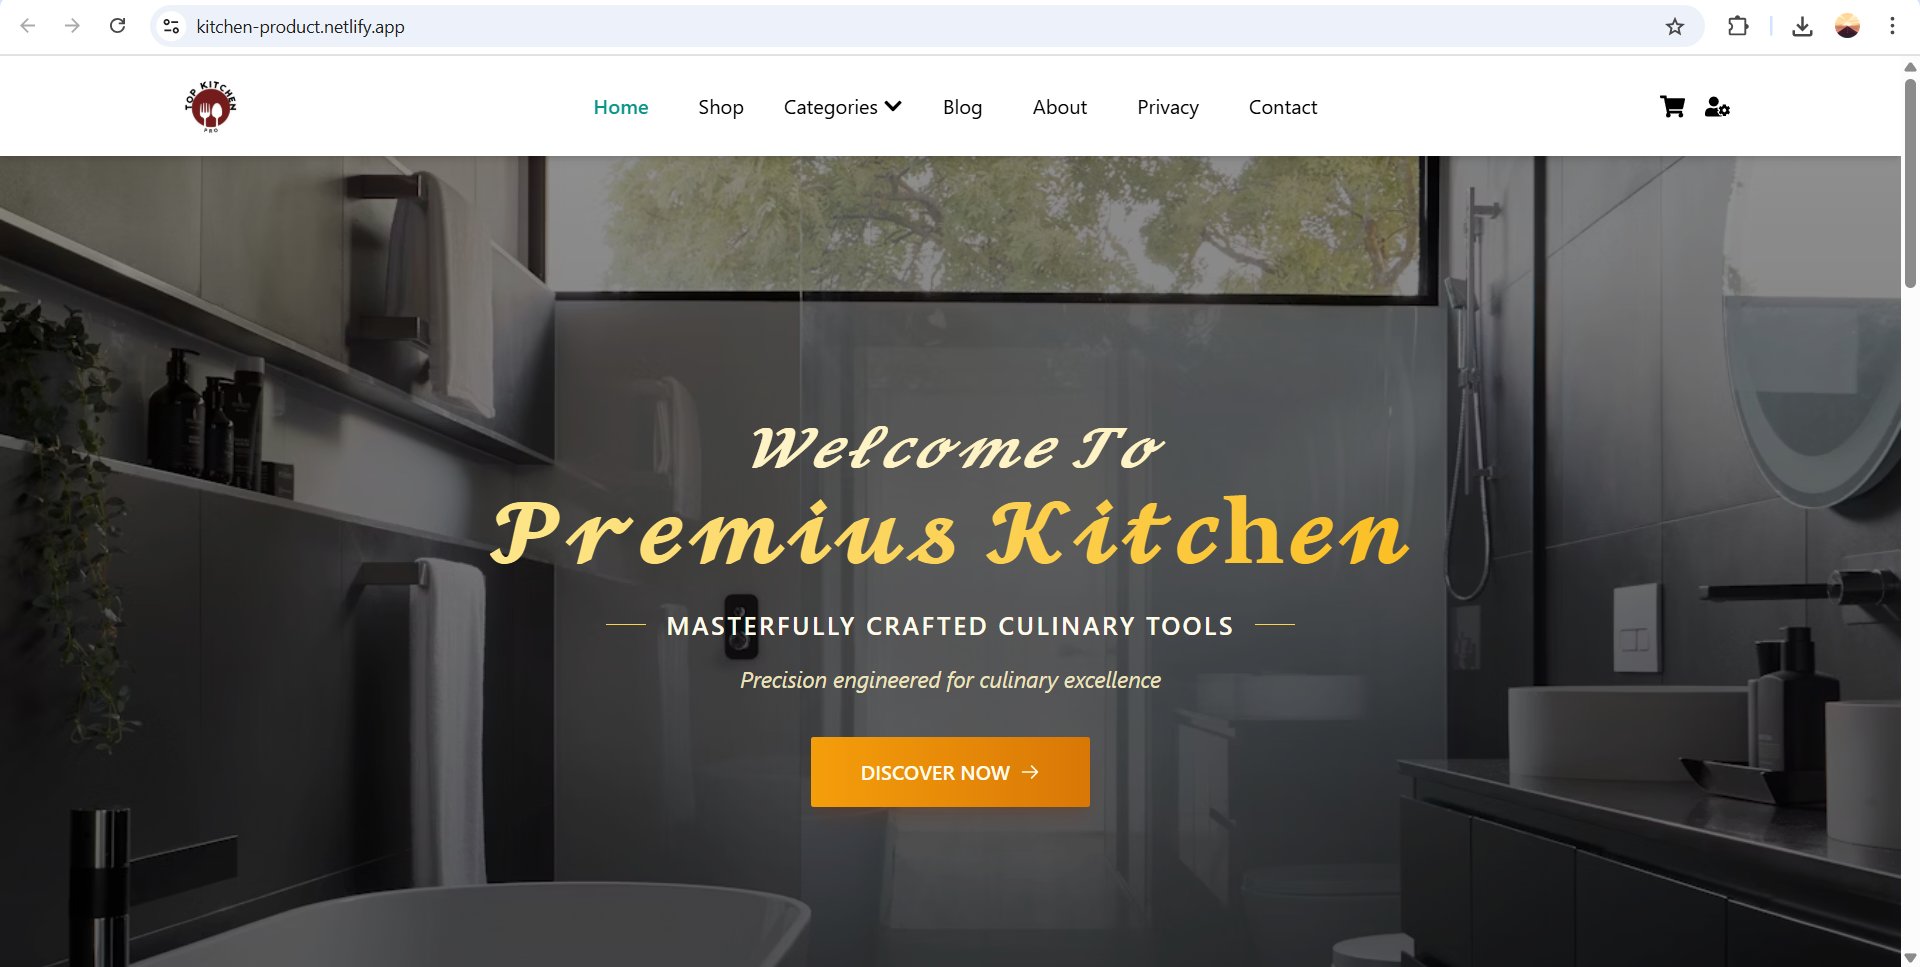 kitchen-product.netlify.app
TOP KITCHEN
PRO
Home Shop Categories Blog About Privacy Contact
Welcome To
Premius Kitchen
MASTERFULLY CRAFTED CULINARY TOOLS
Precision engineered for culinary excellence
DISCOVER NOW →